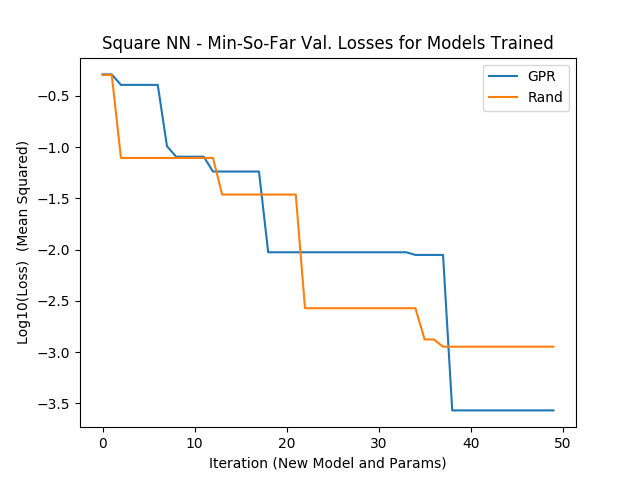 Square NN - Min-So-Far Val. Losses for Models Trained
GPR
Rand
−0.5
−1.0
−1.5
−2.0
−2.5
−3.0
−3.5
Log10(Loss)  (Mean Squared)
0
10
20
30
40
50
Iteration (New Model and Params)